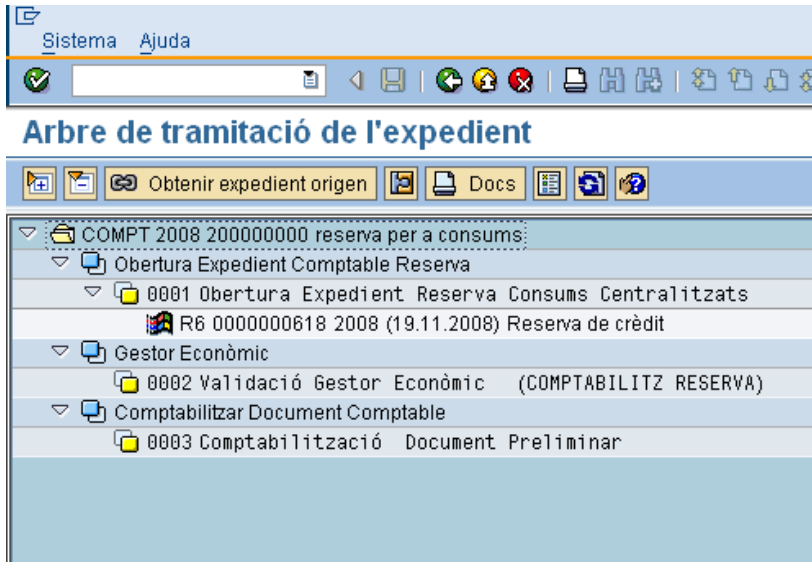 Sistema Ajuda
Arbre de tramitació de l'expedient
Obtenir expedient origen Docs
COMPT 2008 200000000 reserva per a consums
Obertura Expedient Comptable Reserva
0001 Obertura Expedient Reserva Consums Centralitzats
R6 0000000618 2008 (19.11.2008) Reserva de crèdit
Gestor Econòmic
0002 Validació Gestor Econòmic (COMPTABILITZ RESERVA)
Comptabilitzar Document Comptable
0003 Comptabilització Document Preliminar